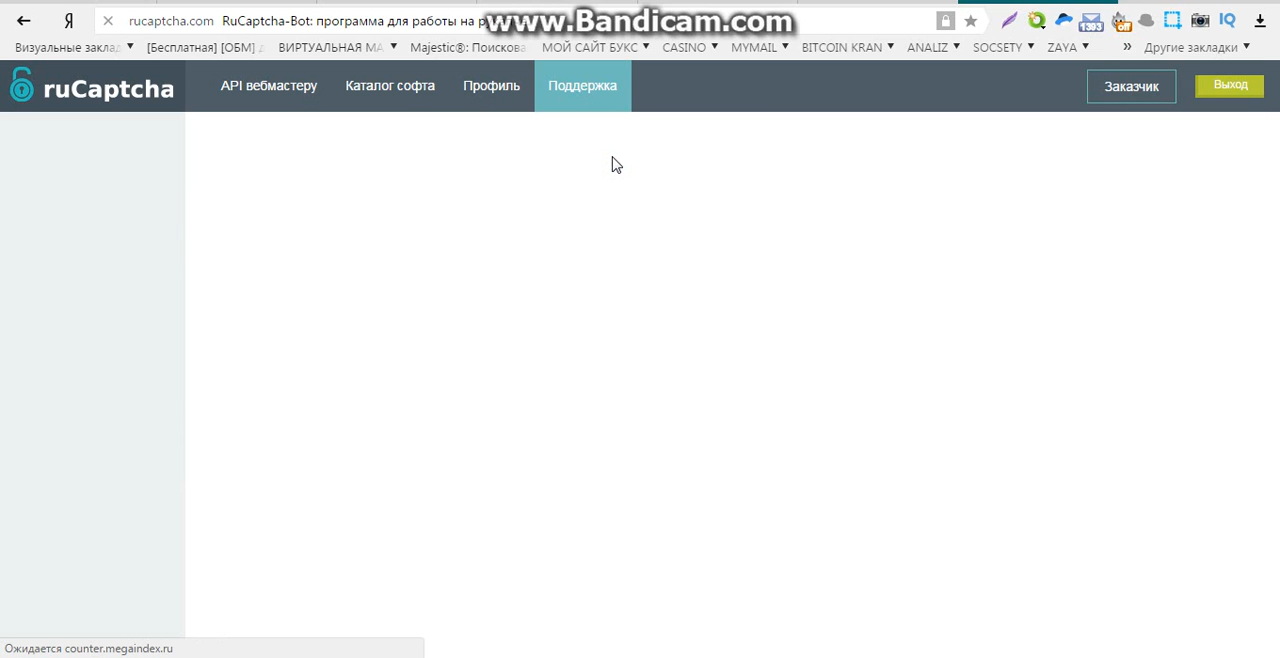 www.Bandicam.com
Я rucaptcha.com RuCaptcha-Bot: программа для работы на
Визуальные заклад [Бесплатная] [ОБМ] ВИРТУАЛЬНАЯ МА Majestic®: Поискова МОЙ САЙТ БУКС CASINO MYMAIL BITCOIN KRAN ANALIZ SOCSETY ZAYA » Другие закладки
ruCaptcha API вебмастеру Каталог софта Профиль Поддержка Заказчик Выход
Ожидается counter.megaindex.ru